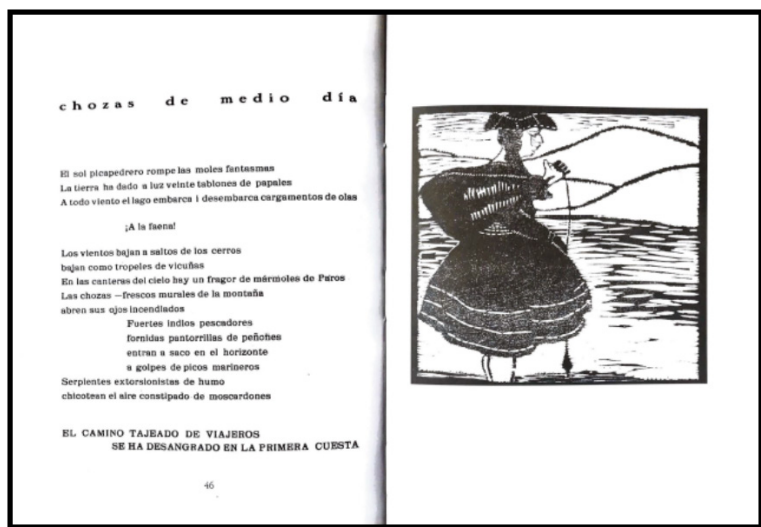 chozas de medio día
El sol picapedrero rompe las moles fantasmas
La tierra ha dado a luz veinte tablones de papales
A todo viento el lago embarca i desembarca cargamentos de olas
¡A la faena!
Los vientos bajan a saltos de los cerros
bajan como tropeles de vicuñas
En las canteras del cielo hay un fragor de mármoles de Paros
Las chozas —frescos murales de la montaña
abren sus ojos incendiados
Fuertes indios pescadores
fornidas pantorrillas de peñones
entran a saco en el horizonte
a golpes de picos marineros
Serpientes extorsionistas de humo
chicotean el aire constipado de moscardones
EL CAMINO TAJEADO DE VIAJEROS
SE HA DESANGRADO EN LA PRIMERA CUESTA
46